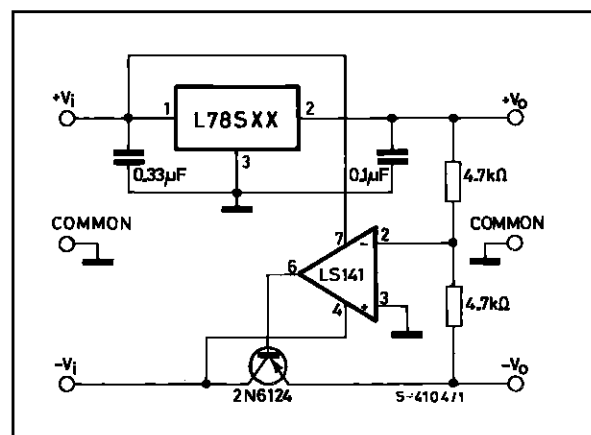 +Vi
1
L78SXX
2
+Vo
3
0.33µF
0.1µF
4.7kΩ
COMMON
COMMON
7
2
-
6
LS141
4
+
3
4.7kΩ
-Vi
2N6124
S-4104/1
-Vo